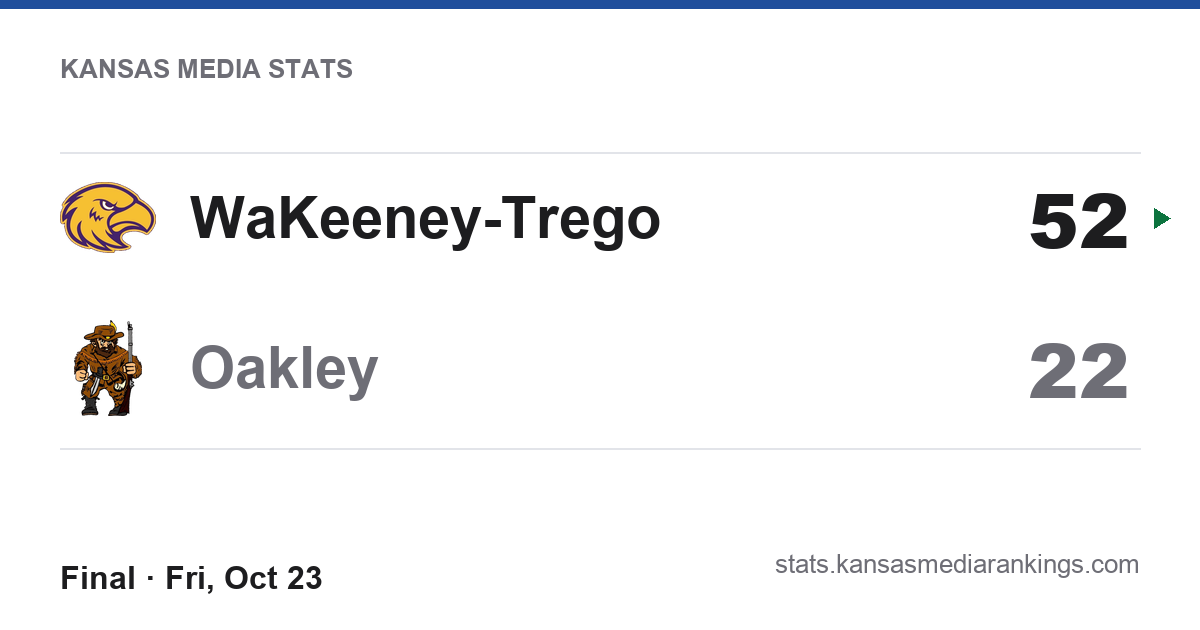 KANSAS MEDIA STATS
WaKeeney-Trego 52
Oakley 22
Final · Fri, Oct 23
stats.kansasmediarankings.com